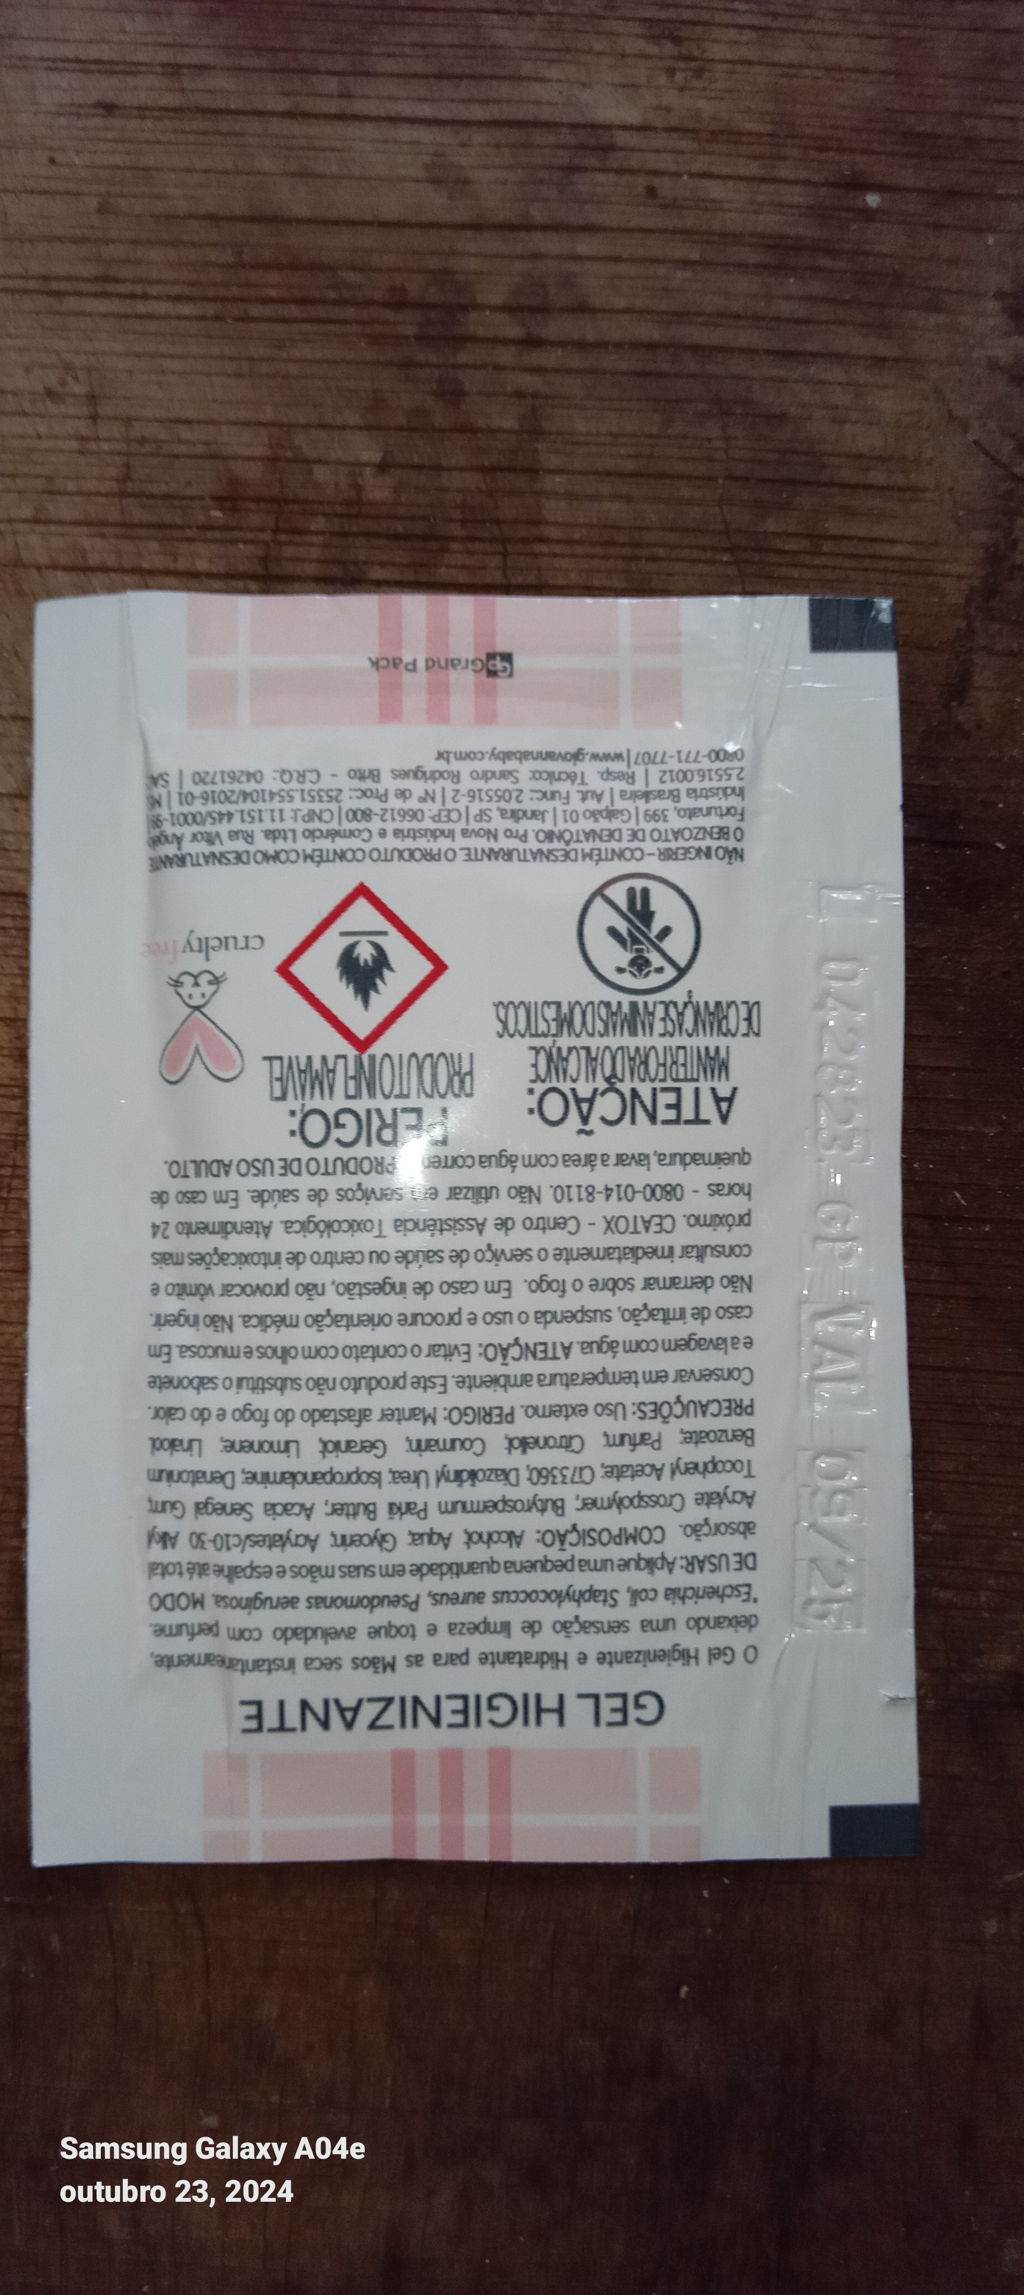 GEL HIGIENIZANTE
O Gel Higienizante e Hidratante para as Mãos seca instantaneamente,
deixando uma sensação de limpeza e toque aveludado com perfume.
*Escherichia coli, Staphylococcus aureus, Pseudomonas aeruginosa. MODO
DE USAR: Aplique uma pequena quantidade em suas mãos e espalhe até total
absorção. COMPOSIÇÃO: Alcohol; Aqua; Glycerin; Acrylates/c10-30 Alkyl
Acrylate Crosspolymer; Butyrospermum Parkii Butter; Acacia Senegal Gum;
Tocopheryl Acetate; CI73360; Diazolidinyl Urea; Isopropanolamine; Denatonium
Benzoate; Parfum; Citronellol; Coumarin; Geraniol; Limonene; Linalool.
PRECAUÇÕES: Uso externo. PERIGO: Manter afastado do fogo e do calor.
Conservar em temperatura ambiente. Este produto não substitui o sabonete
e a lavagem com água. ATENÇÃO: Evitar o contato com olhos e mucosa. Em
caso de irritação, suspenda o uso e procure orientação médica. Não ingerir.
Não derramar sobre o fogo. Em caso de ingestão, não provocar vômito e
consultar imediatamente o serviço de saúde ou centro de intoxicações mais
próximo. CEATOX - Centro de Assistência Toxicológica. Atendimento 24
horas - 0800-014-8110. Não utilizar em serviços de saúde. Em caso de
queimadura, lavar a área com água PRODUTO DE USO ADULTO.
ATENÇÃO:
MANTER FORA DO ALCANCE
DE CRIANÇAS E ANIMAIS DOMÉSTICOS.
PERIGO:
PRODUTO INFLAMÁVEL
cruelty free
NÃO INGERIR – CONTÉM DESNATURANTE. O PRODUTO CONTÉM COMO DESNATURANTE
O BENZOATO DE DENATÔNIO. Pro Nova Indústria e Comércio Ltda. Rua Vitor Angelo
Fortunato, 399 | Galpão 01 | Jandira, SP | CEP: 06612-800 | CNPJ: 11.151.445/0001-
Indústria Brasileira | Aut. Func.: 2.05516-2 | Nº de Proc.: 25351.554104/2016-01 |
2.5516.0012 | Resp. Técnico: Sandro Rodrigues Brito - C.R.Q.: 04261720 |
0800-771-7707 | www.giovannababy.com.br
Gp Grand Pack
L 042823 GP VAL 09/25
Samsung Galaxy A04e
outubro 23, 2024